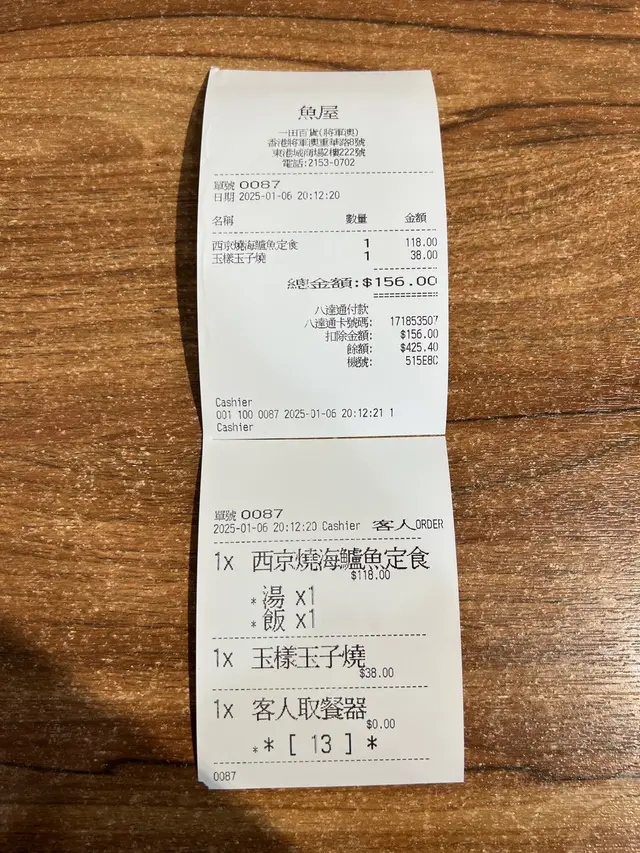 魚屋
一田百貨(將軍澳)
香港將軍澳重華路8號
東港城商場2樓222號
電話:2153-0702
單號 0087
日期 2025-01-06 20:12:20
名稱 數量 金額
西京燒海鱸魚定食 1 118.00
玉樣玉子燒 1 38.00
總金額:$156.00
八達通付款
八達通卡號碼: 171853507
扣除金額: $156.00
餘額: $425.40
機號: 515EBC
Cashier
001 100 0087 2025-01-06 20:12:21 1
Cashier
單號 0087
2025-01-06 20:12:20 Cashier 客人ORDER
1x 西京燒海鱸魚定食
$118.00
* 湯 x1
* 飯 x1
1x 玉樣玉子燒
$38.00
1x 客人取餐器
$0.00
** [ 13 ] *
0087